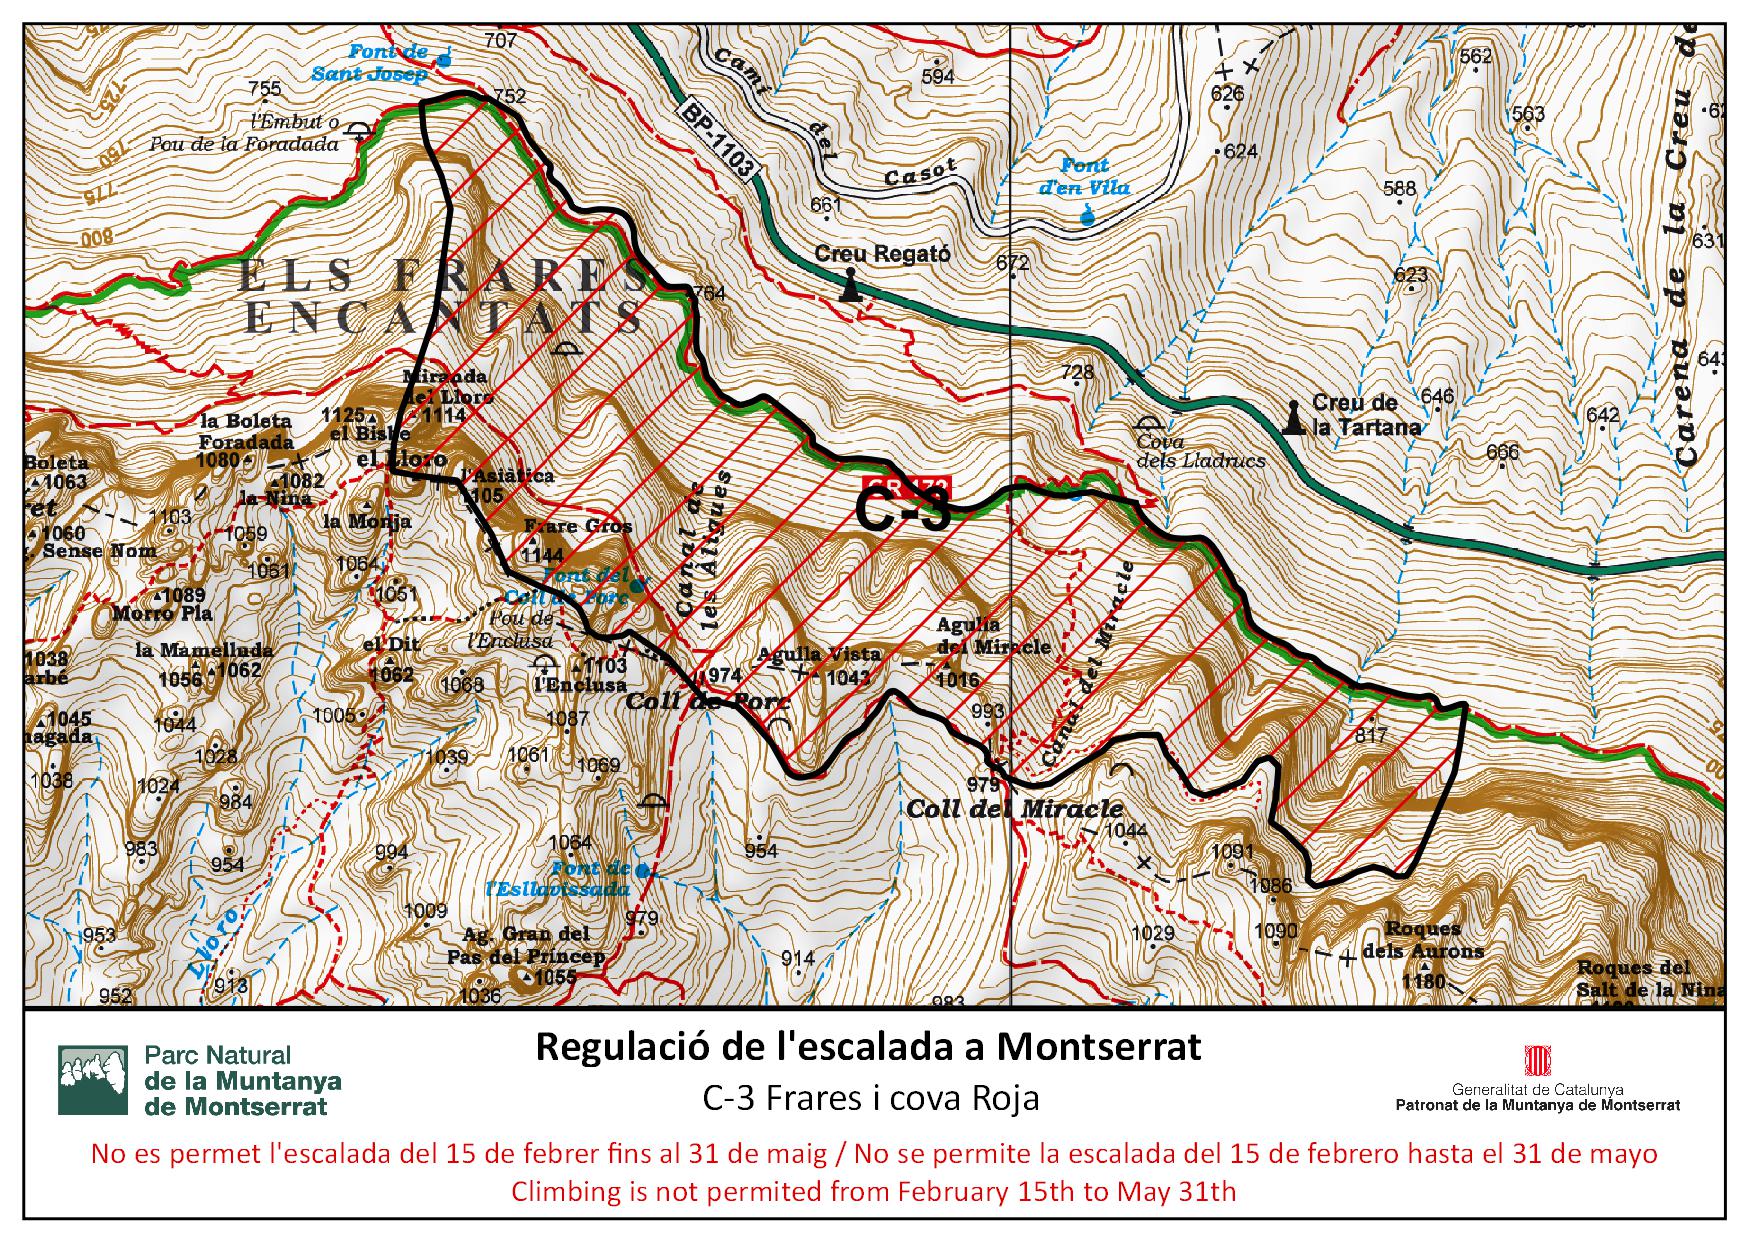 725
750
775
800
755
l'Embut o
Pou de la Foradada
Font de
Sant Josep
707
752
BP-1103
Camí
del
Casot
594
661
Font
d'en Vila
626
624
562
563
588
623
631
Carena de la Creu de
Creu Regató
672
764
728
ELS FRARES
ENCANTATS
Miranda
del Lloro
1114
1125
el Bisbe
el Lloro
la Boleta
Foradada
1080
1082
la Nina
Boleta
1063
1060
Sense Nom
1103
1059
1051
la Monja
1064
1051
l'Asiàtica
1105
Frare Gros
1144
Font del
Coll de Porc
Pou de
l'Enclusa
1103
l'Enclusa
Canal de
les Àligues
GR 172
C-3
Cova
dels Lladrucs
Creu de
la Tartana
646
642
666
1089
Morro Pla
la Mamelluda
1062
1056
1038
1045
1044
1028
1038
1024
984
983
954
953
952
913
Lloro
el Dit
1062
1068
1005
1087
1039
1061
1069
974
Coll de Porc
Agulla Vista
1043
Agulla
del Miracle
1016
993
Canal del Miracle
979
Coll del Miracle
817
1064
994
Font de
l'Esllavissada
954
1009
979
Ag. Gran del
Pas del Príncep
1055
1036
914
983
1044
1091
1086
1029
1090
Roques
dels Aurons
1180
Roques del
Salt de la Nina
Regulació de l'escalada a Montserrat
C-3 Frares i cova Roja
Parc Natural
de la Muntanya
de Montserrat
Generalitat de Catalunya
Patronat de la Muntanya de Montserrat
No es permet l'escalada del 15 de febrer fins al 31 de maig / No se permite la escalada del 15 de febrero hasta el 31 de mayo
Climbing is not permited from February 15th to May 31th